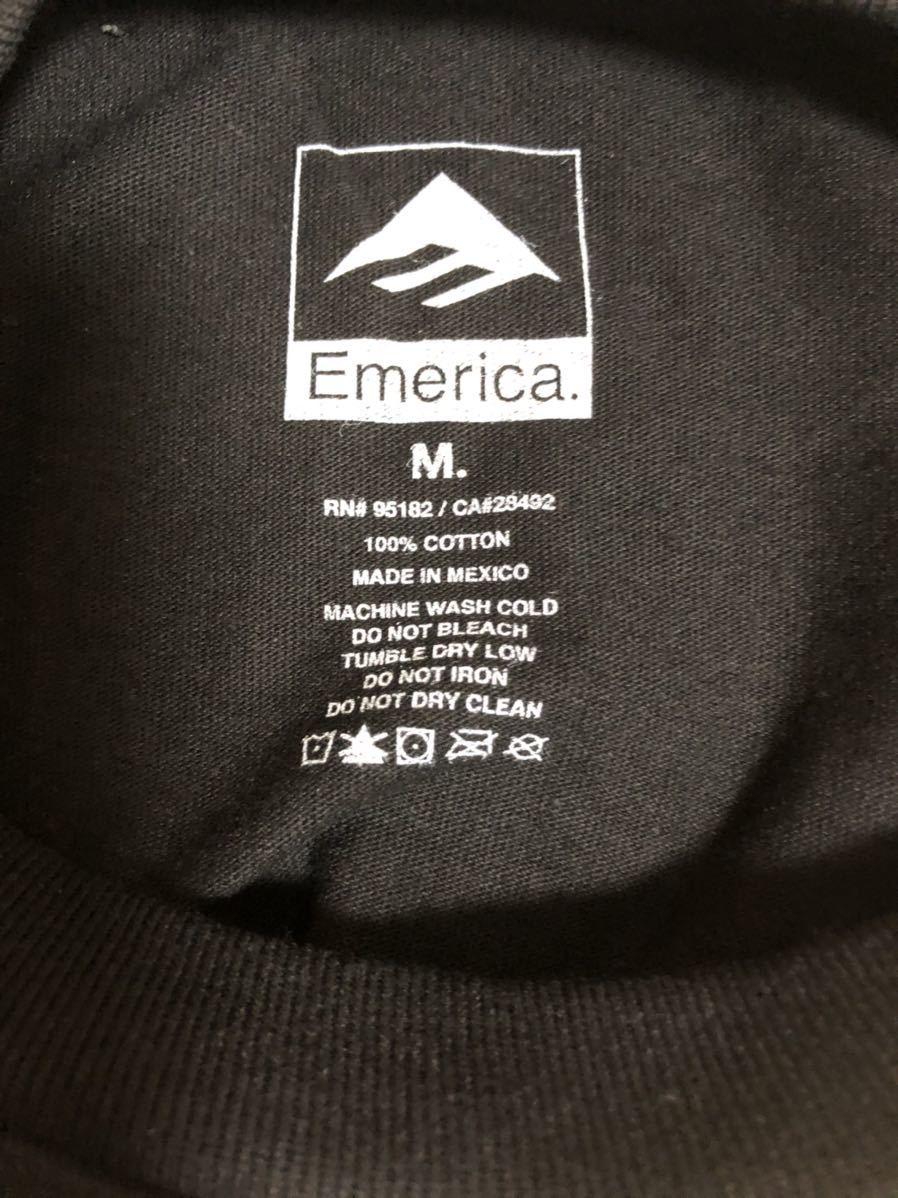 Emerica.
M.
RN# 95182 / CA#28492
100% COTTON
MADE IN MEXICO
MACHINE WASH COLD
DO NOT BLEACH
TUMBLE DRY LOW
DO NOT IRON
DO NOT DRY CLEAN